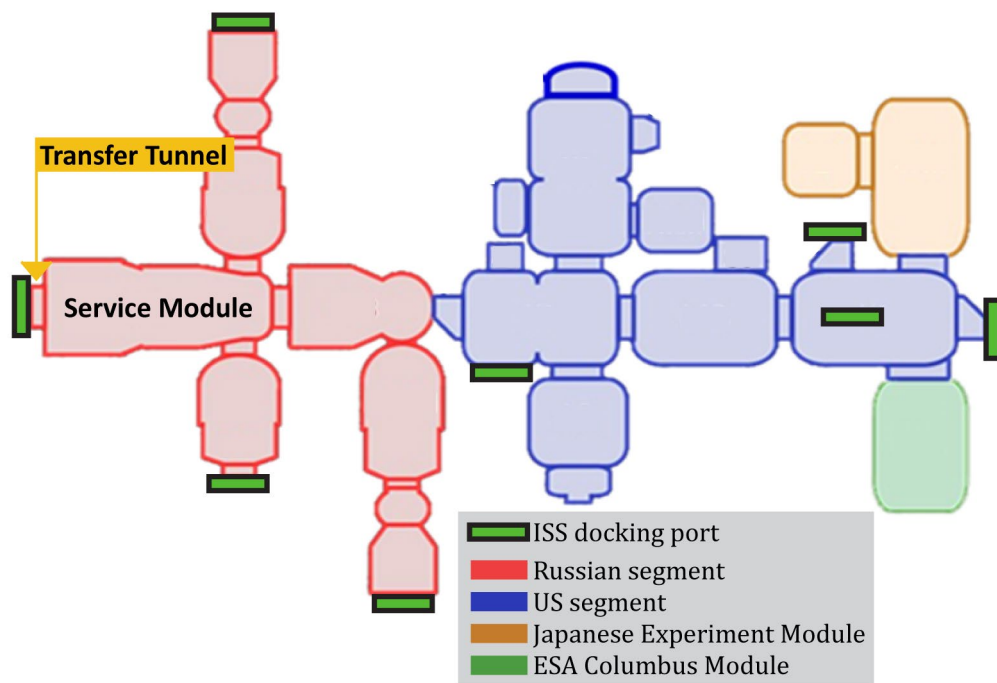 Transfer Tunnel
Service Module
ISS docking port
Russian segment
US segment
Japanese Experiment Module
ESA Columbus Module